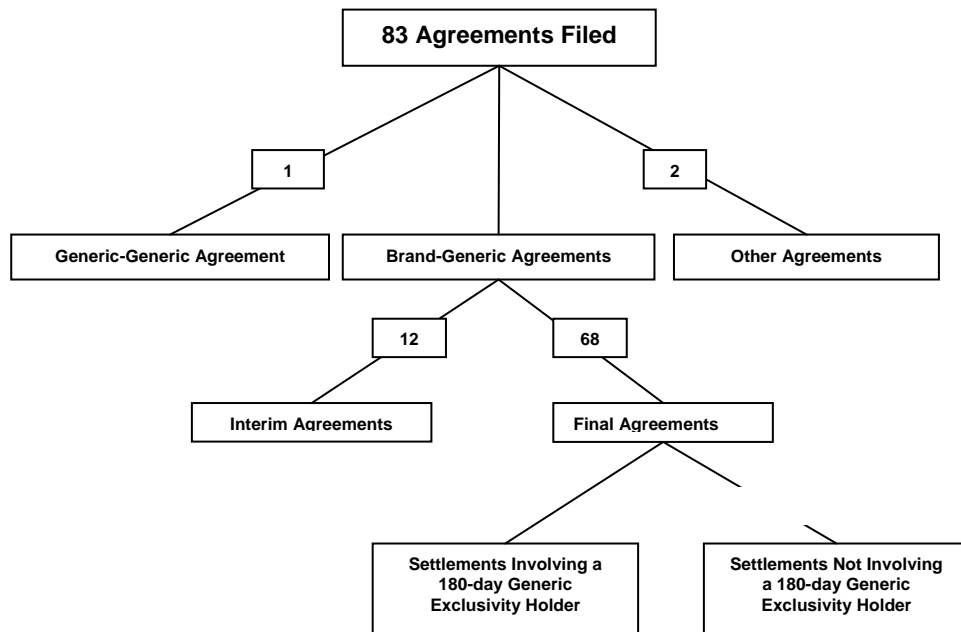 83 Agreements Filed
1
2
Generic-Generic Agreement
Brand-Generic Agreements
Other Agreements
12
68
Interim Agreements
Final Agreements
Settlements Involving a
180-day Generic
Exclusivity Holder
Settlements Not Involving
a 180-day Generic
Exclusivity Holder